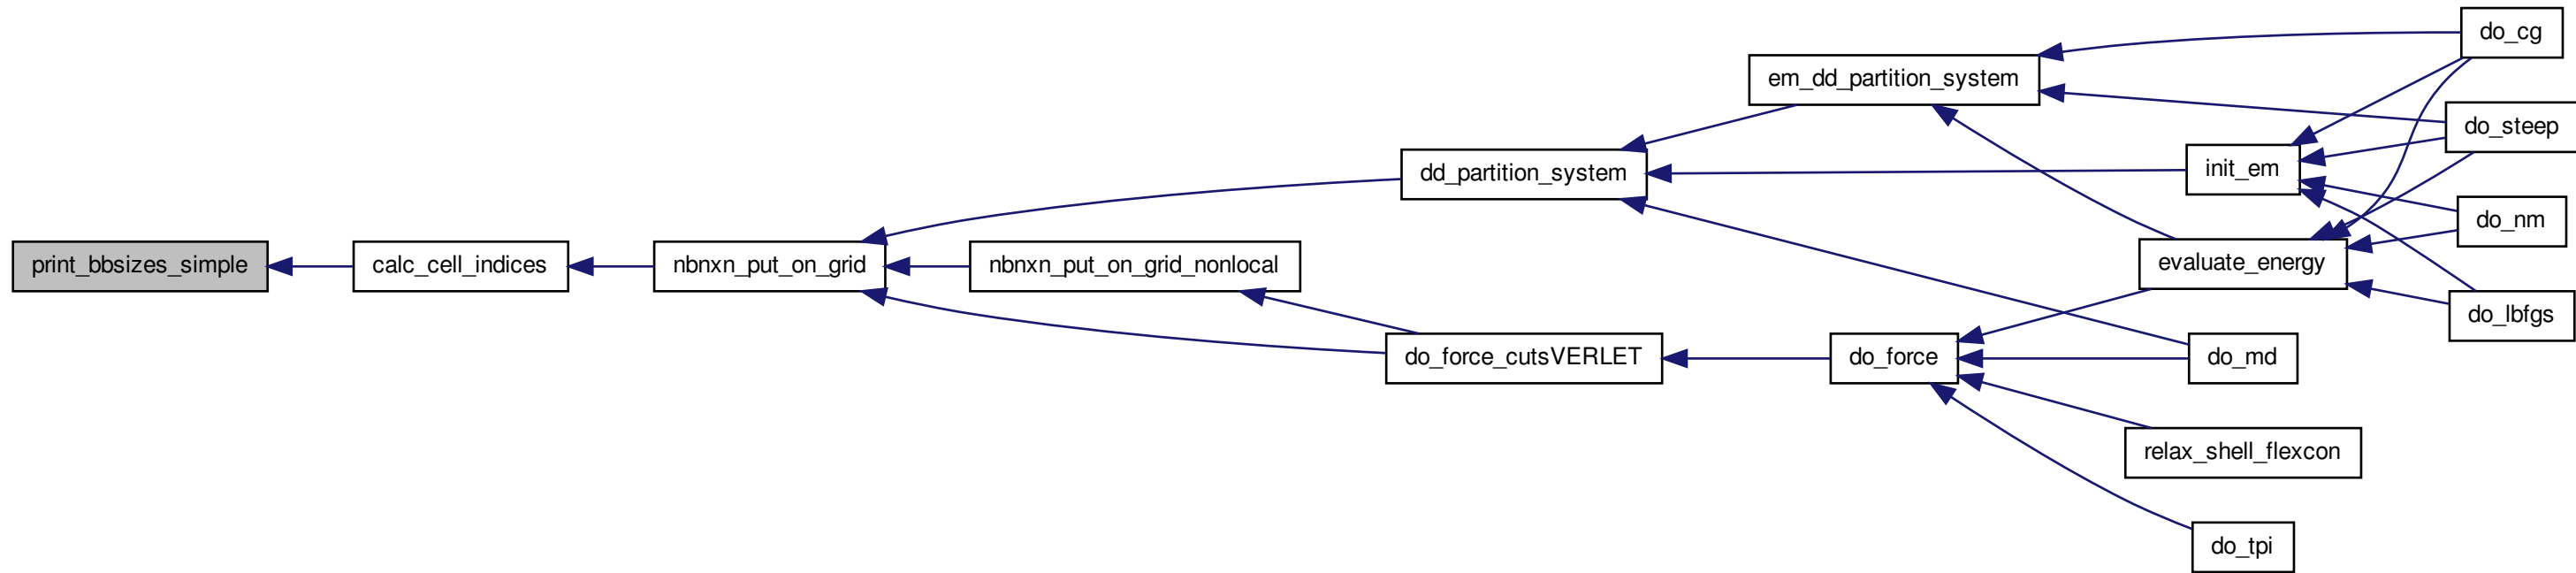 print_bbsizes_simple
calc_cell_indices
nbnxn_put_on_grid
nbnxn_put_on_grid_nonlocal
dd_partition_system
do_force_cutsVERLET
em_dd_partition_system
do_force
init_em
evaluate_energy
do_md
relax_shell_flexcon
do_tpi
do_cg
do_steep
do_nm
do_lbfgs